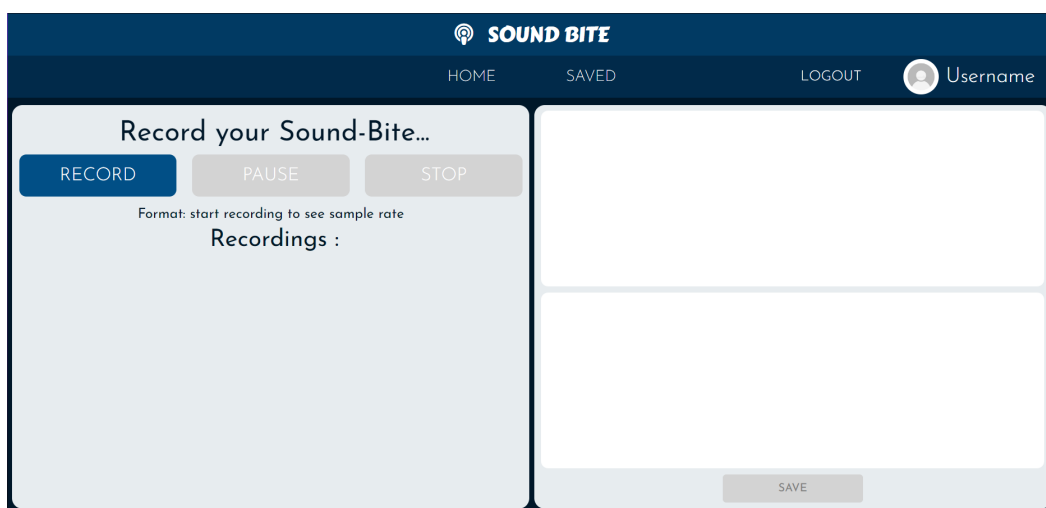 SOUND BITE
HOME SAVED LOGOUT Username
Record your Sound-Bite...
RECORD PAUSE STOP
Format: start recording to see sample rate
Recordings :
SAVE